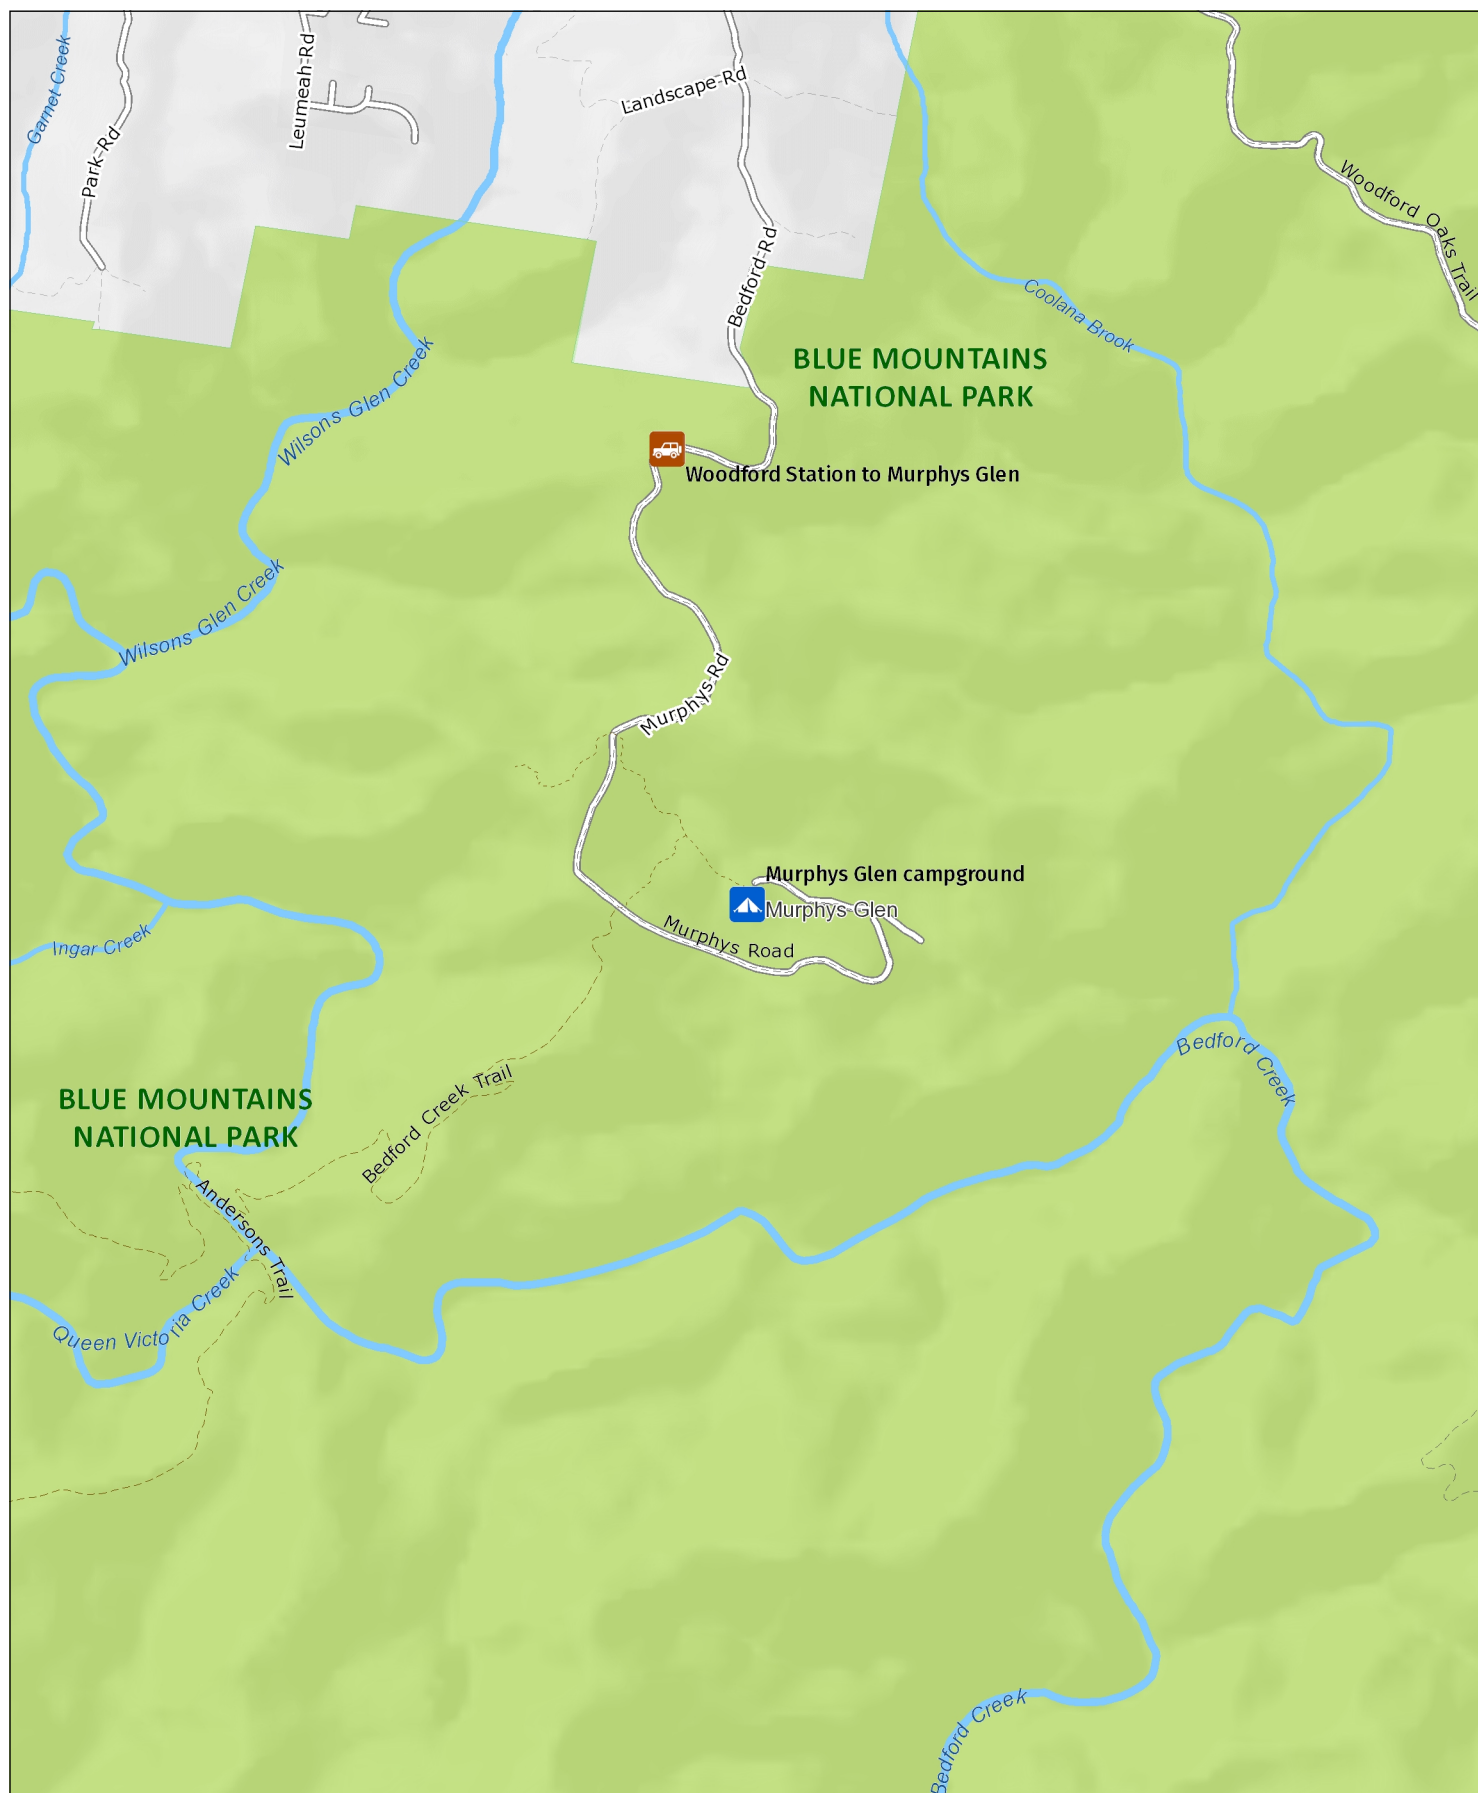 Garnet Creek
Park-Rd
Leumeah-Rd
Landscape-Rd
Bedford-Rd
Woodford Oaks Trail
Coolana Brook
BLUE MOUNTAINS
NATIONAL PARK
Wilsons Glen Creek
Woodford Station to Murphys Glen
Wilsons Glen Creek
Murphys-Rd
Murphys Glen campground
Murphys Glen
Murphys Road
Ingar Creek
Bedford Creek
BLUE MOUNTAINS
NATIONAL PARK
Bedford Creek Trail
Andersons Trail
Queen Victoria Creek
Bedford Creek